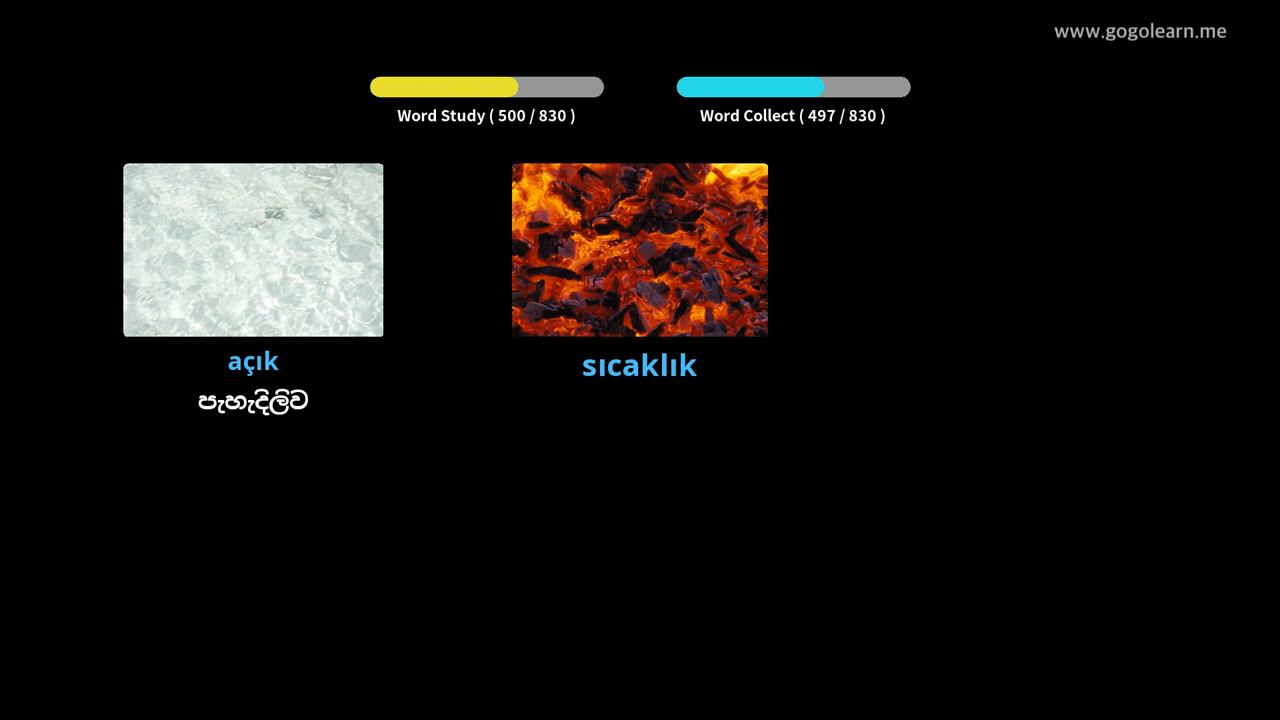 www.gogolearn.me
Word Study ( 500 / 830 )
Word Collect ( 497 / 830 )
açık
පැහැදිලිව
sıcaklık